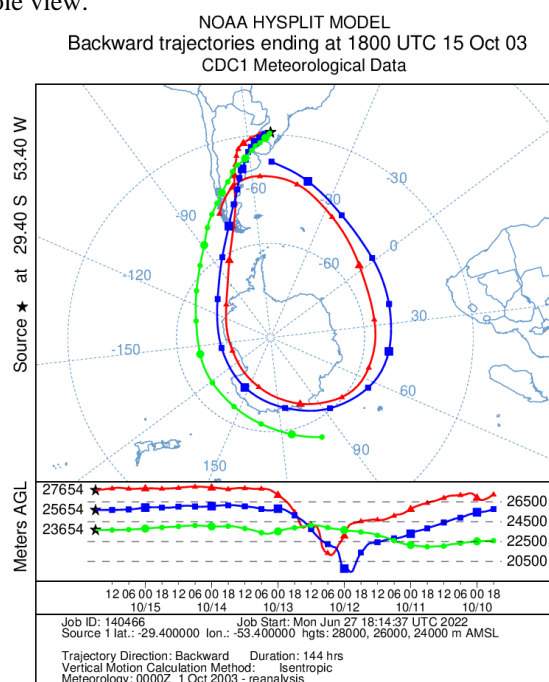 ole view.
NOAA HYSPLIT MODEL
Backward trajectories ending at 1800 UTC 15 Oct 03
CDC1 Meteorological Data
Source ★ at 29.40 S 53.40 W
-30
-60
-90
-30
0
-60
-120
30
-150
60
90
150
Meters AGL
27654
26500
25654
24500
23654
22500
20500
12 06 00 18 12 06 00 18 12 06 00 18 12 06 00 18 12 06 00 18 12 06 00 18
10/15 10/14 10/13 10/12 10/11 10/10
Job ID: 140466 Job Start: Mon Jun 27 18:14:37 UTC 2022
Source 1 lat.: -29.400000 lon.: -53.400000 hgts: 28000, 26000, 24000 m AMSL
Trajectory Direction: Backward Duration: 144 hrs
Vertical Motion Calculation Method: Isentropic
Meteorology: 0000Z 1 Oct 2003 - reanalysis